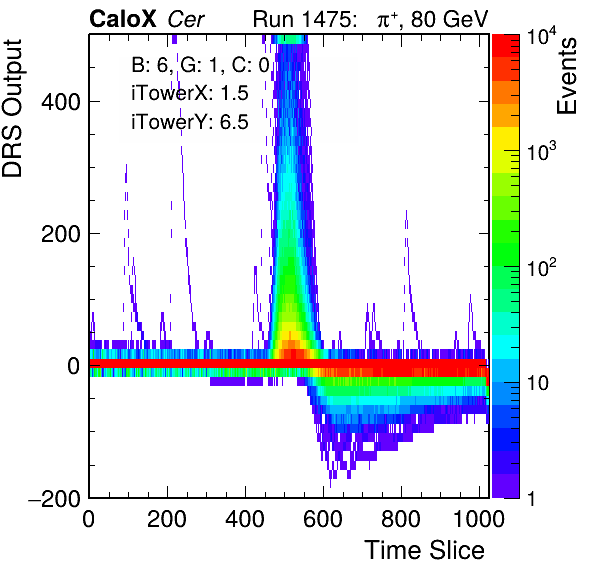 CaloX Cer Run 1475: π⁺, 80 GeV
B: 6, G: 1, C: 0
iTowerX: 1.5
iTowerY: 6.5
DRS Output
400
200
0
−200
0 200 400 600 800 1000
Time Slice
Events
10⁴
10³
10²
10
1